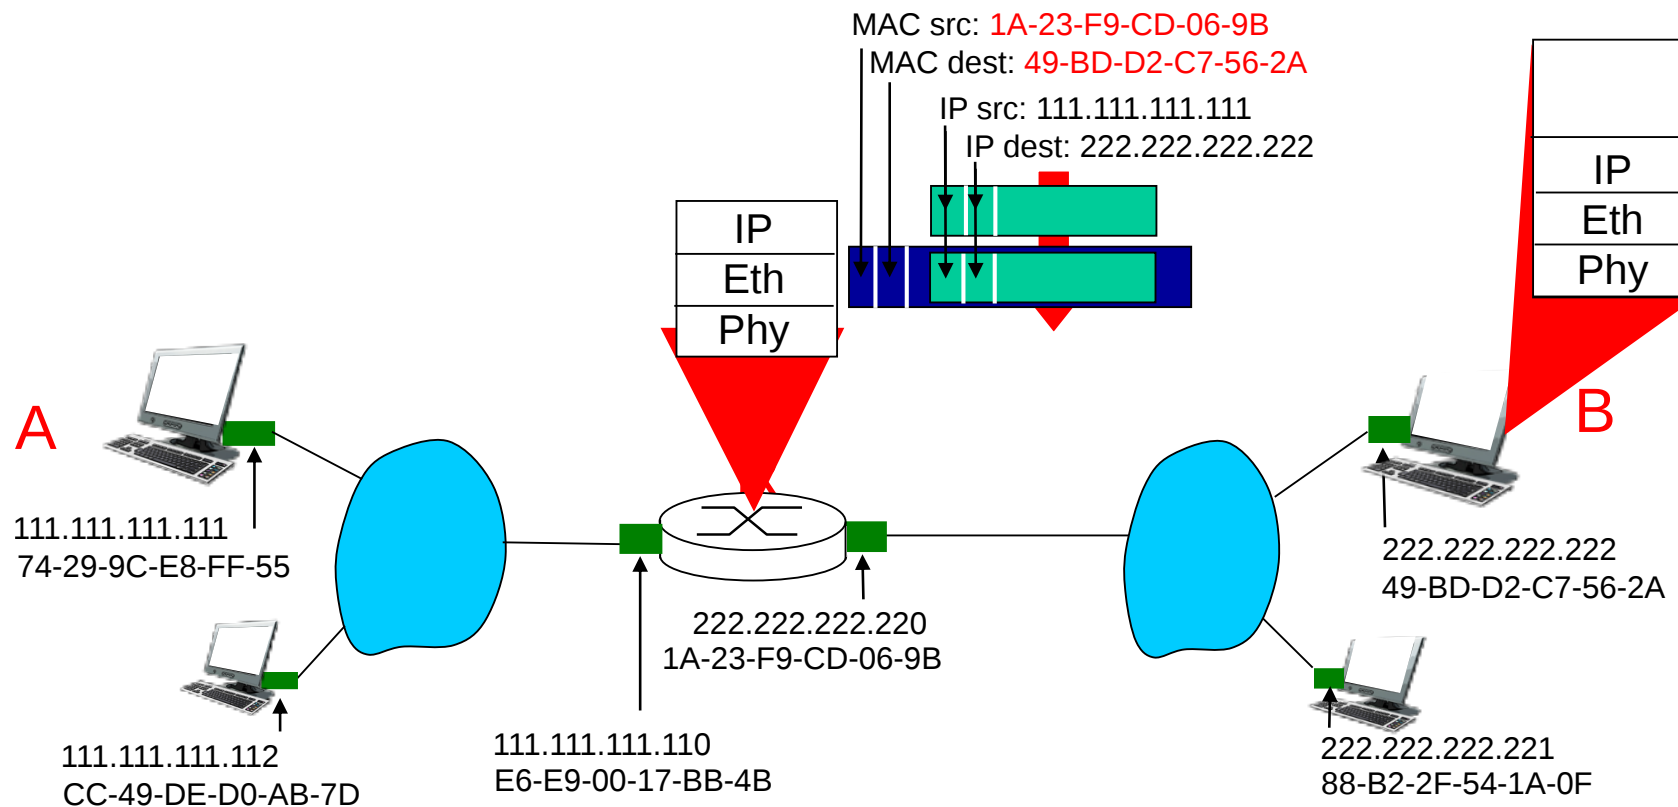 MAC src: 1A-23-F9-CD-06-9B
MAC dest: 49-BD-D2-C7-56-2A
IP src: 111.111.111.111
IP dest: 222.222.222.222
IP
Eth
Phy
IP
Eth
Phy
A
B
111.111.111.111
74-29-9C-E8-FF-55
222.222.222.222
49-BD-D2-C7-56-2A
222.222.222.220
1A-23-F9-CD-06-9B
111.111.111.112
CC-49-DE-D0-AB-7D
111.111.111.110
E6-E9-00-17-BB-4B
222.222.222.221
88-B2-2F-54-1A-0F